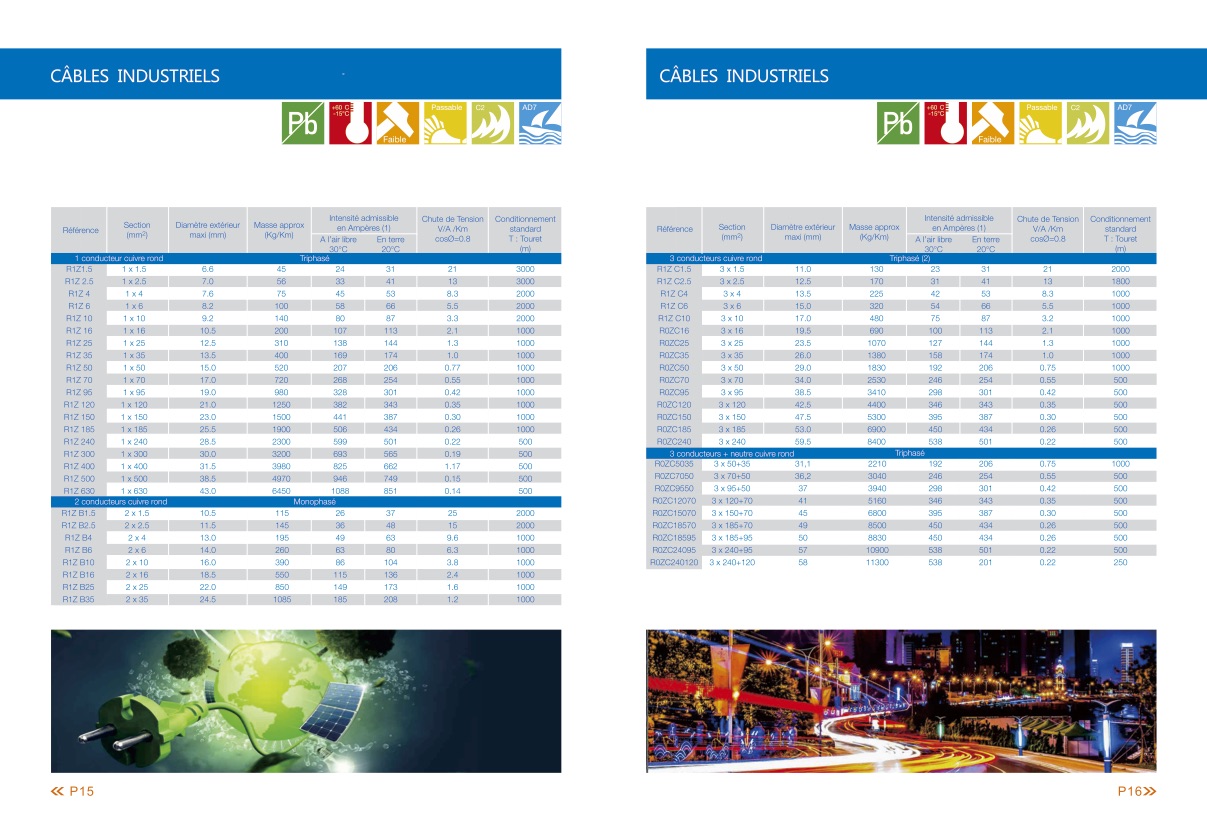 CÂBLES INDUSTRIELS
Pb
+60 C
-15°C
Faible
Passable
C2
AD7
Référence
Section
(mm²)
Diamètre extérieur
maxi (mm)
Masse approx
(Kg/Km)
Intensité admissible
en Ampères (1)
A l'air libre
30°C
En terre
20°C
Chute de Tension
V/A /Km
cosØ=0.8
Conditionnement
standard
T : Touret
(m)
1 conducteur cuivre rond Triphasé
R1Z1.5 1 x 1.5 6.6 45 24 31 21 3000
R1Z 2.5 1 x 2.5 7.0 56 33 41 13 3000
R1Z 4 1 x 4 7.6 75 45 53 8.3 2000
R1Z 6 1 x 6 8.2 100 58 66 5.5 2000
R1Z 10 1 x 10 9.2 140 80 87 3.3 2000
R1Z 16 1 x 16 10.5 200 107 113 2.1 1000
R1Z 25 1 x 25 12.5 310 138 144 1.3 1000
R1Z 35 1 x 35 13.5 400 169 174 1.0 1000
R1Z 50 1 x 50 15.0 520 207 206 0.77 1000
R1Z 70 1 x 70 17.0 720 268 254 0.55 1000
R1Z 95 1 x 95 19.0 980 328 301 0.42 1000
R1Z 120 1 x 120 21.0 1250 382 343 0.35 1000
R1Z 150 1 x 150 23.0 1500 441 387 0.30 1000
R1Z 185 1 x 185 25.5 1900 506 434 0.26 1000
R1Z 240 1 x 240 28.5 2300 599 501 0.22 500
R1Z 300 1 x 300 30.0 3200 693 565 0.19 500
R1Z 400 1 x 400 31.5 3980 825 662 1.17 500
R1Z 500 1 x 500 38.5 4970 946 749 0.15 500
R1Z 630 1 x 630 43.0 6450 1088 851 0.14 500
2 conducteurs cuivre rond Monophasé
R1Z B1.5 2 x 1.5 10.5 115 26 37 25 2000
R1Z B2.5 2 x 2.5 11.5 145 36 48 15 2000
R1Z B4 2 x 4 13.0 195 49 63 9.6 1000
R1Z B6 2 x 6 14.0 260 63 80 6.3 1000
R1Z B10 2 x 10 16.0 390 86 104 3.8 1000
R1Z B16 2 x 16 18.5 550 115 136 2.4 1000
R1Z B25 2 x 25 22.0 850 149 173 1.6 1000
R1Z B35 2 x 35 24.5 1085 185 208 1.2 1000
P15
CÂBLES INDUSTRIELS
Pb
+60 C
-15°C
Faible
Passable
C2
AD7
Référence
Section
(mm²)
Diamètre extérieur
maxi (mm)
Masse approx
(Kg/Km)
Intensité admissible
en Ampères (1)
A l'air libre
30°C
En terre
20°C
Chute de Tension
V/A /Km
cosØ=0.8
Conditionnement
standard
T : Touret
(m)
3 conducteurs cuivre rond Triphasé (2)
R1Z C1.5 3 x 1.5 11.0 130 23 31 21 2000
R1Z C2.5 3 x 2.5 12.5 170 31 41 13 1800
R1Z C4 3 x 4 13.5 225 42 53 8.3 1000
R1Z C6 3 x 6 15.0 320 54 66 5.5 1000
R1Z C10 3 x 10 17.0 480 75 87 3.2 1000
R0ZC16 3 x 16 19.5 690 100 113 2.1 1000
R0ZC25 3 x 25 23.5 1070 127 144 1.3 1000
R0ZC35 3 x 35 26.0 1380 158 174 1.0 1000
R0ZC50 3 x 50 29.0 1830 192 206 0.75 1000
R0ZC70 3 x 70 34.0 2530 246 254 0.55 500
R0ZC95 3 x 95 38.5 3410 298 301 0.42 500
R0ZC120 3 x 120 42.5 4400 346 343 0.35 500
R0ZC150 3 x 150 47.5 5300 395 387 0.30 500
R0ZC185 3 x 185 53.0 6900 450 434 0.26 500
R0ZC240 3 x 240 59.5 8400 538 501 0.22 500
3 conducteurs + neutre cuivre rond Triphasé
R0ZC5035 3 x 50+35 31,1 2210 192 206 0.75 1000
R0ZC7050 3 x 70+50 36,2 3040 246 254 0.55 500
R0ZC9550 3 x 95+50 37 3940 298 301 0.42 500
R0ZC12070 3 x 120+70 41 5160 346 343 0.35 500
R0ZC15070 3 x 150+70 45 6800 395 387 0.30 500
R0ZC18570 3 x 185+70 49 8500 450 434 0.26 500
R0ZC18595 3 x 185+95 50 8830 450 434 0.26 500
R0ZC24095 3 x 240+95 57 10900 538 501 0.22 500
R0ZC240120 3 x 240+120 58 11300 538 201 0.22 250
P16